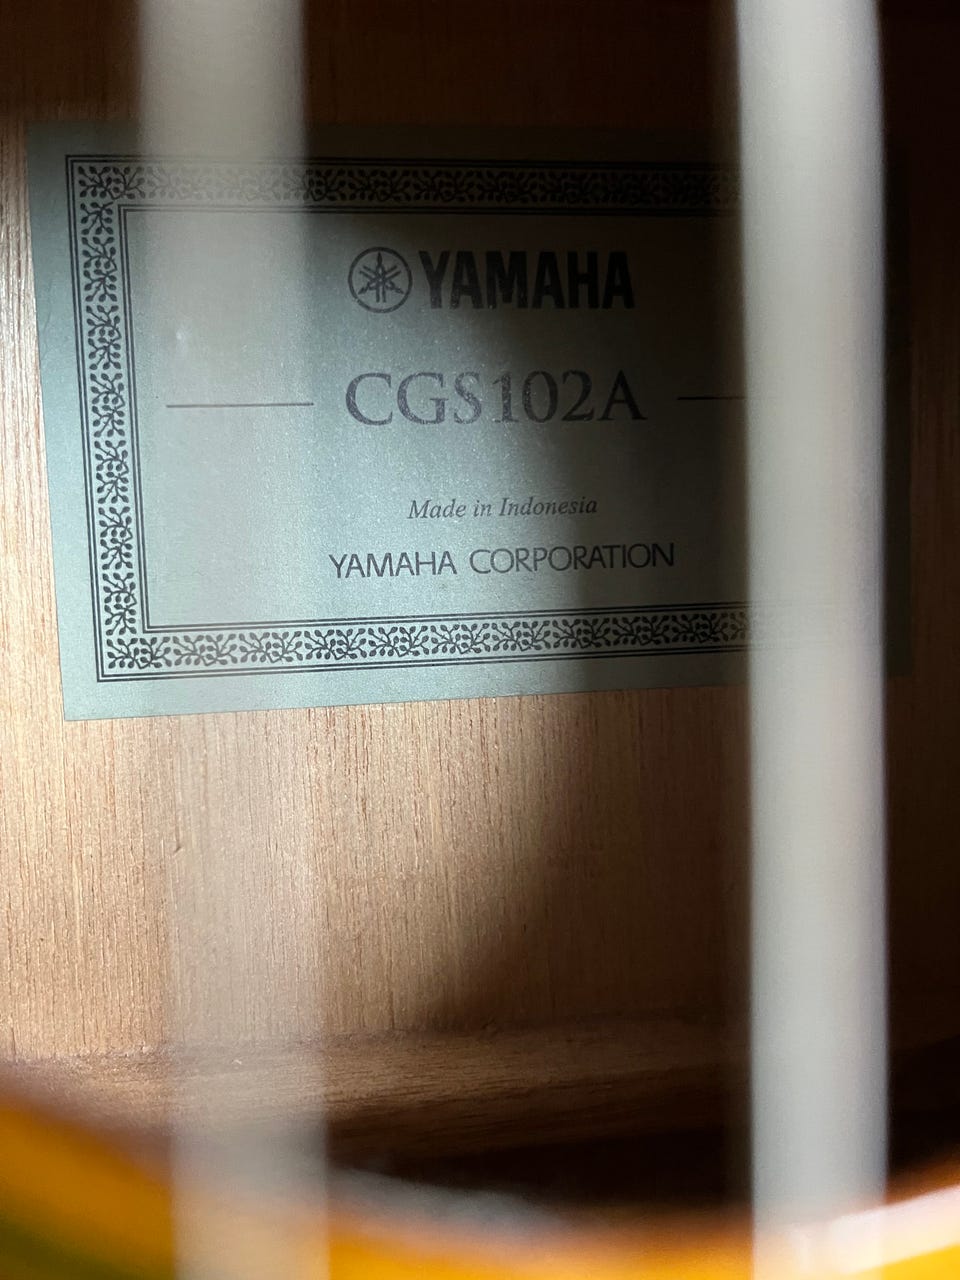 YAMAHA
CGS102A
Made in Indonesia
YAMAHA CORPORATION